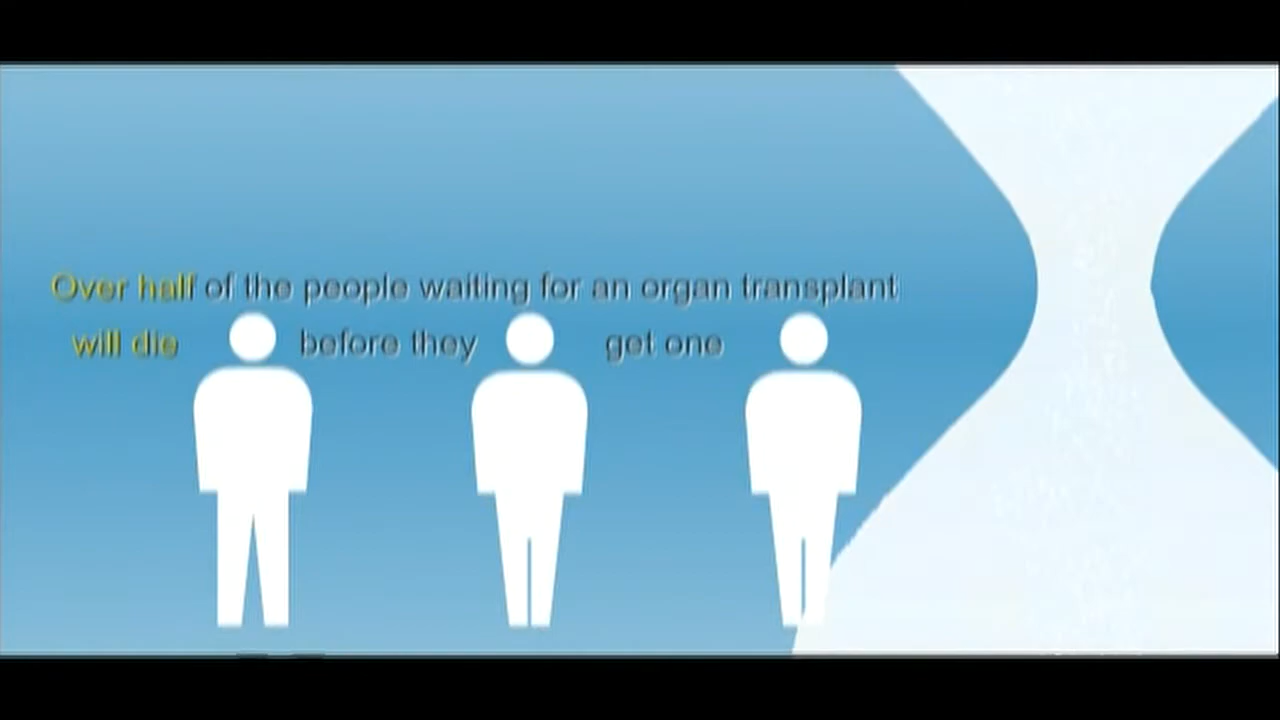 Over half of the people waiting for an organ transplant
will die before they get one